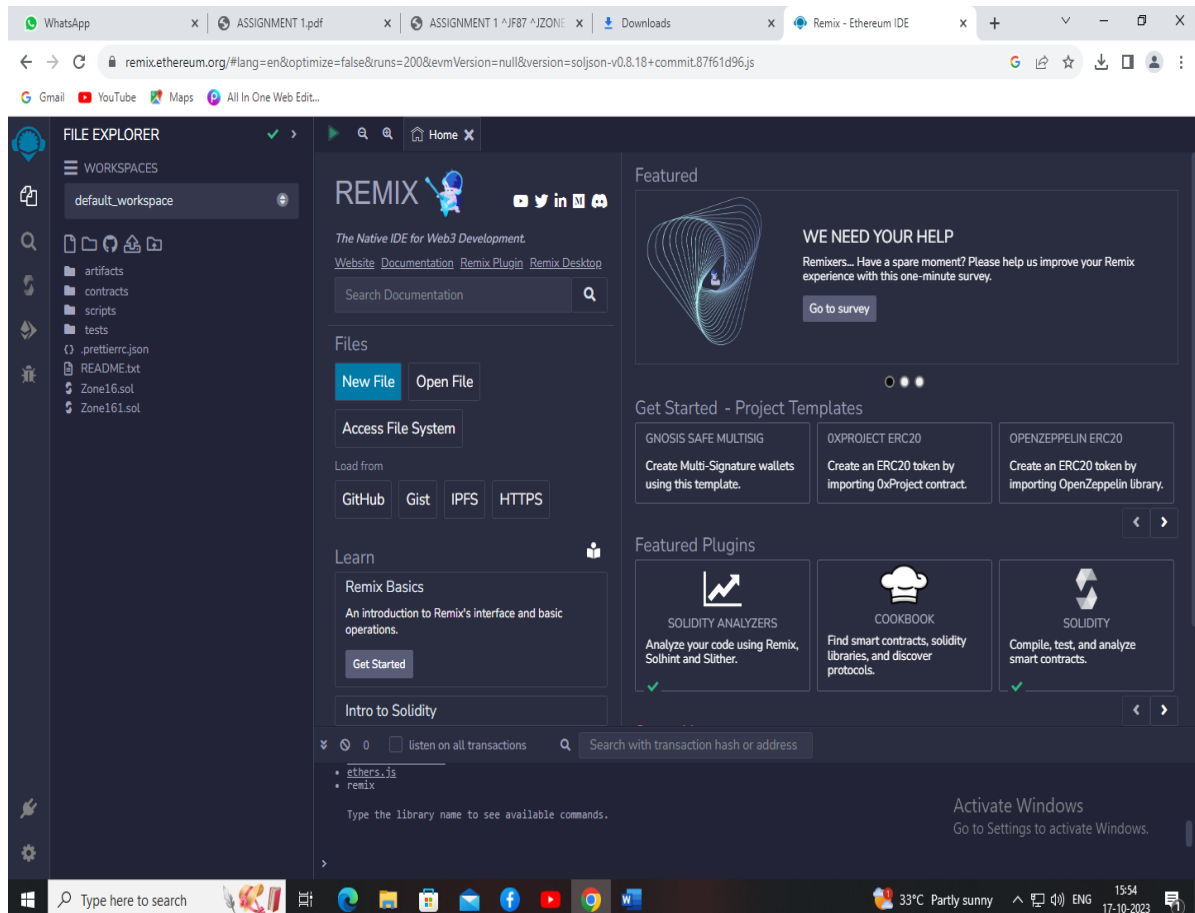 WhatsApp
ASSIGNMENT 1.pdf
ASSIGNMENT 1 ^JF87 ^JZONE
Downloads
Remix - Ethereum IDE
remix.ethereum.org/#lang=en&optimize=false&runs=200&evmVersion=null&version=soljson-v0.8.18+commit.87f61d96.js
Gmail
YouTube
Maps
All In One Web Edit...
FILE EXPLORER
WORKSPACES
default_workspace
artifacts
contracts
scripts
tests
.prettierrc.json
README.txt
Zone16.sol
Zone161.sol
Home
REMIX
The Native IDE for Web3 Development.
Website Documentation Remix Plugin Remix Desktop
Search Documentation
Files
New File
Open File
Access File System
Load from
GitHub
Gist
IPFS
HTTPS
Learn
Remix Basics
An introduction to Remix's interface and basic
operations.
Get Started
Intro to Solidity
Featured
WE NEED YOUR HELP
Remixers... Have a spare moment? Please help us improve your Remix
experience with this one-minute survey.
Go to survey
Get Started - Project Templates
GNOSIS SAFE MULTISIG
Create Multi-Signature wallets
using this template.
0XPROJECT ERC20
Create an ERC20 token by
importing 0xProject contract.
OPENZEPPELIN ERC20
Create an ERC20 token by
importing OpenZeppelin library.
Featured Plugins
SOLIDITY ANALYZERS
Analyze your code using Remix,
Solhint and Slither.
COOKBOOK
Find smart contracts, solidity
libraries, and discover
protocols.
SOLIDITY
Compile, test, and analyze
smart contracts.
0
listen on all transactions
Search with transaction hash or address
ethers.js
remix
Type the library name to see available commands.
>
Activate Windows
Go to Settings to activate Windows.
Type here to search
33°C Partly sunny
ENG
15:54
17-10-2023